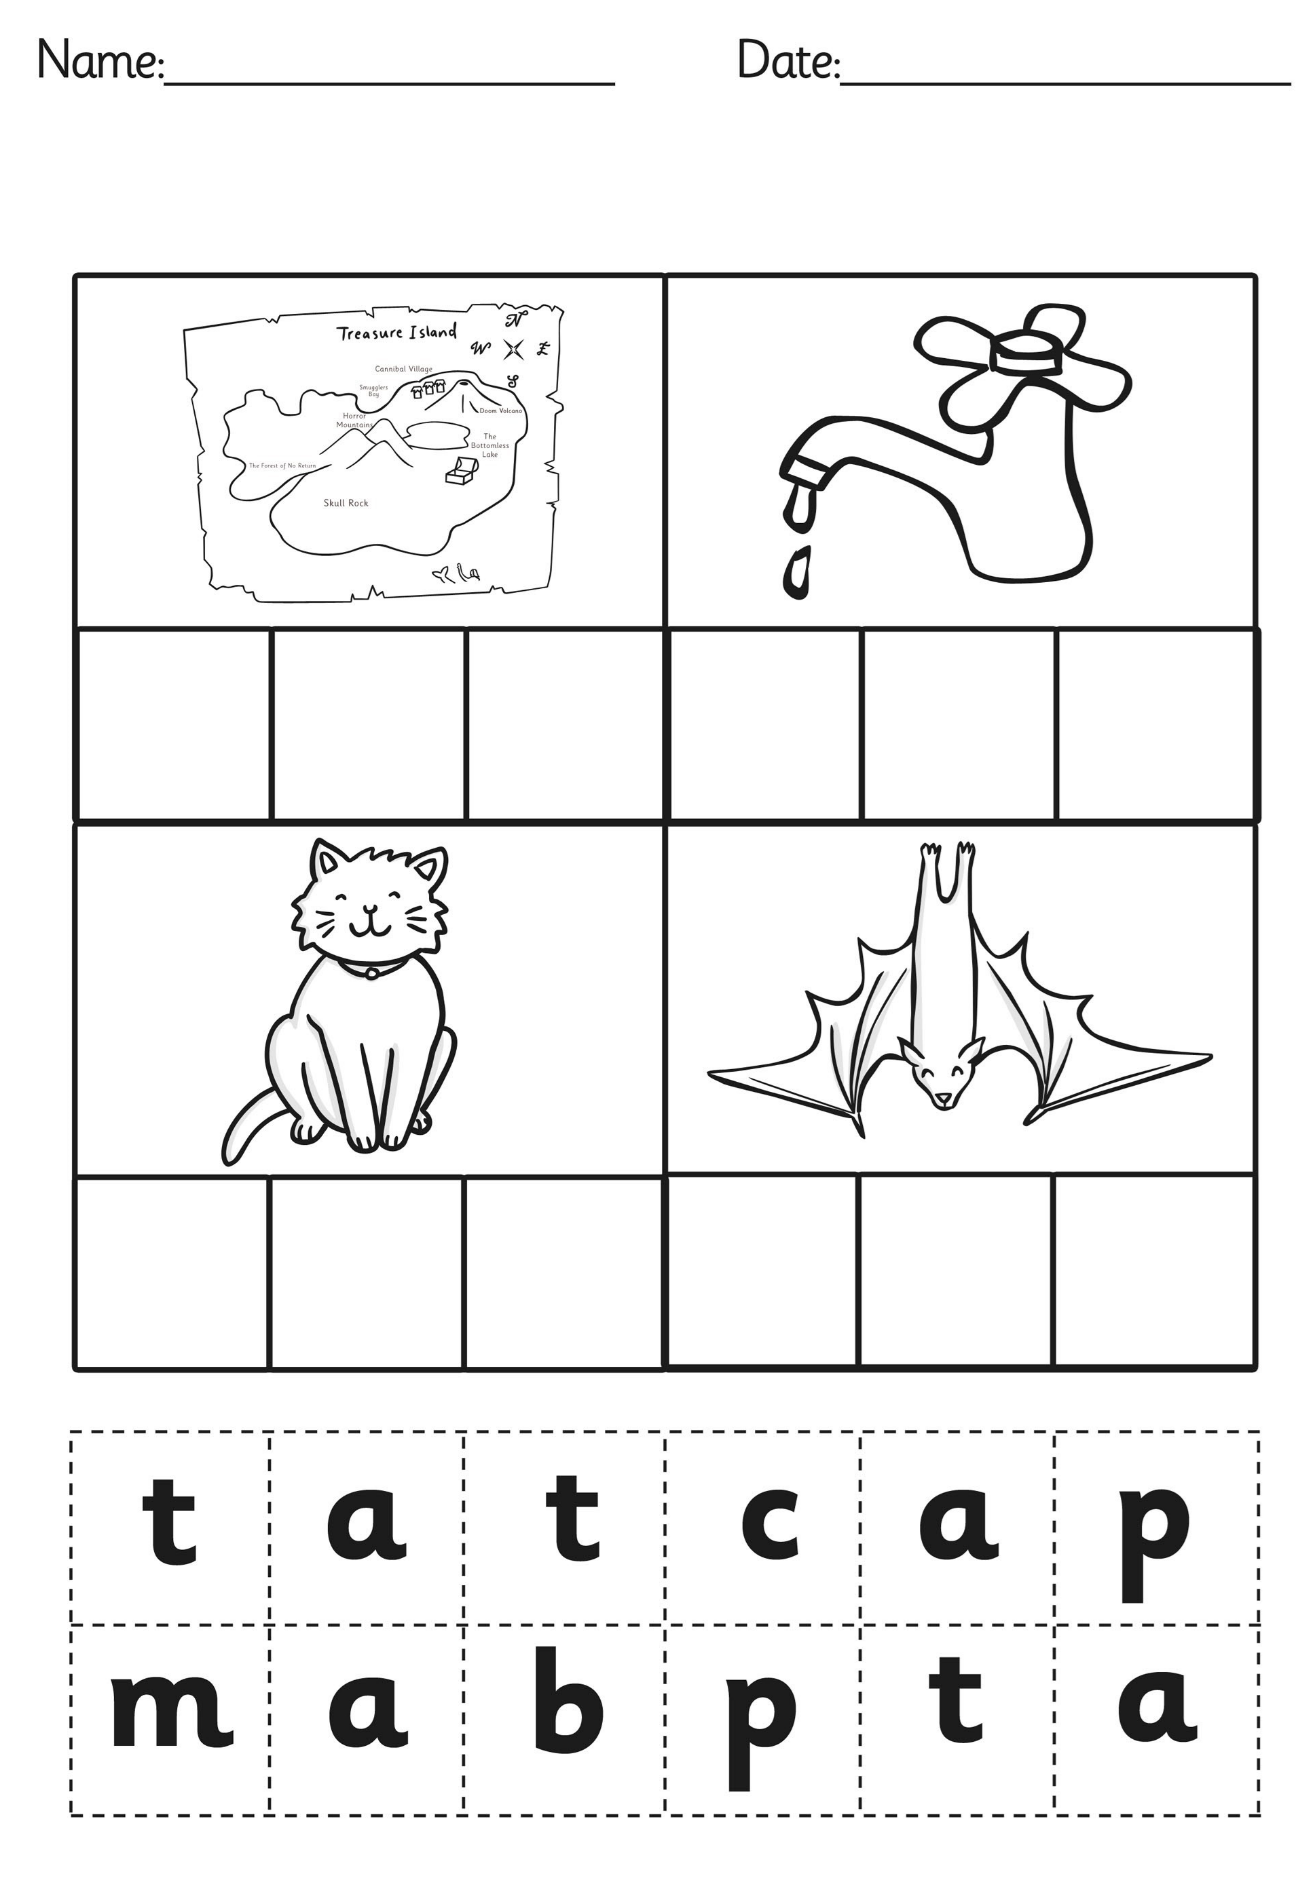 Name: Date:
Treasure Island
N
W E
S
Cannibal Village
Smugglers
Bay
Doom Volcano
Horror
Mountains
The
Bottomless
Lake
The Forest of No Return
Skull Rock
t a t c a p
m a b p t a